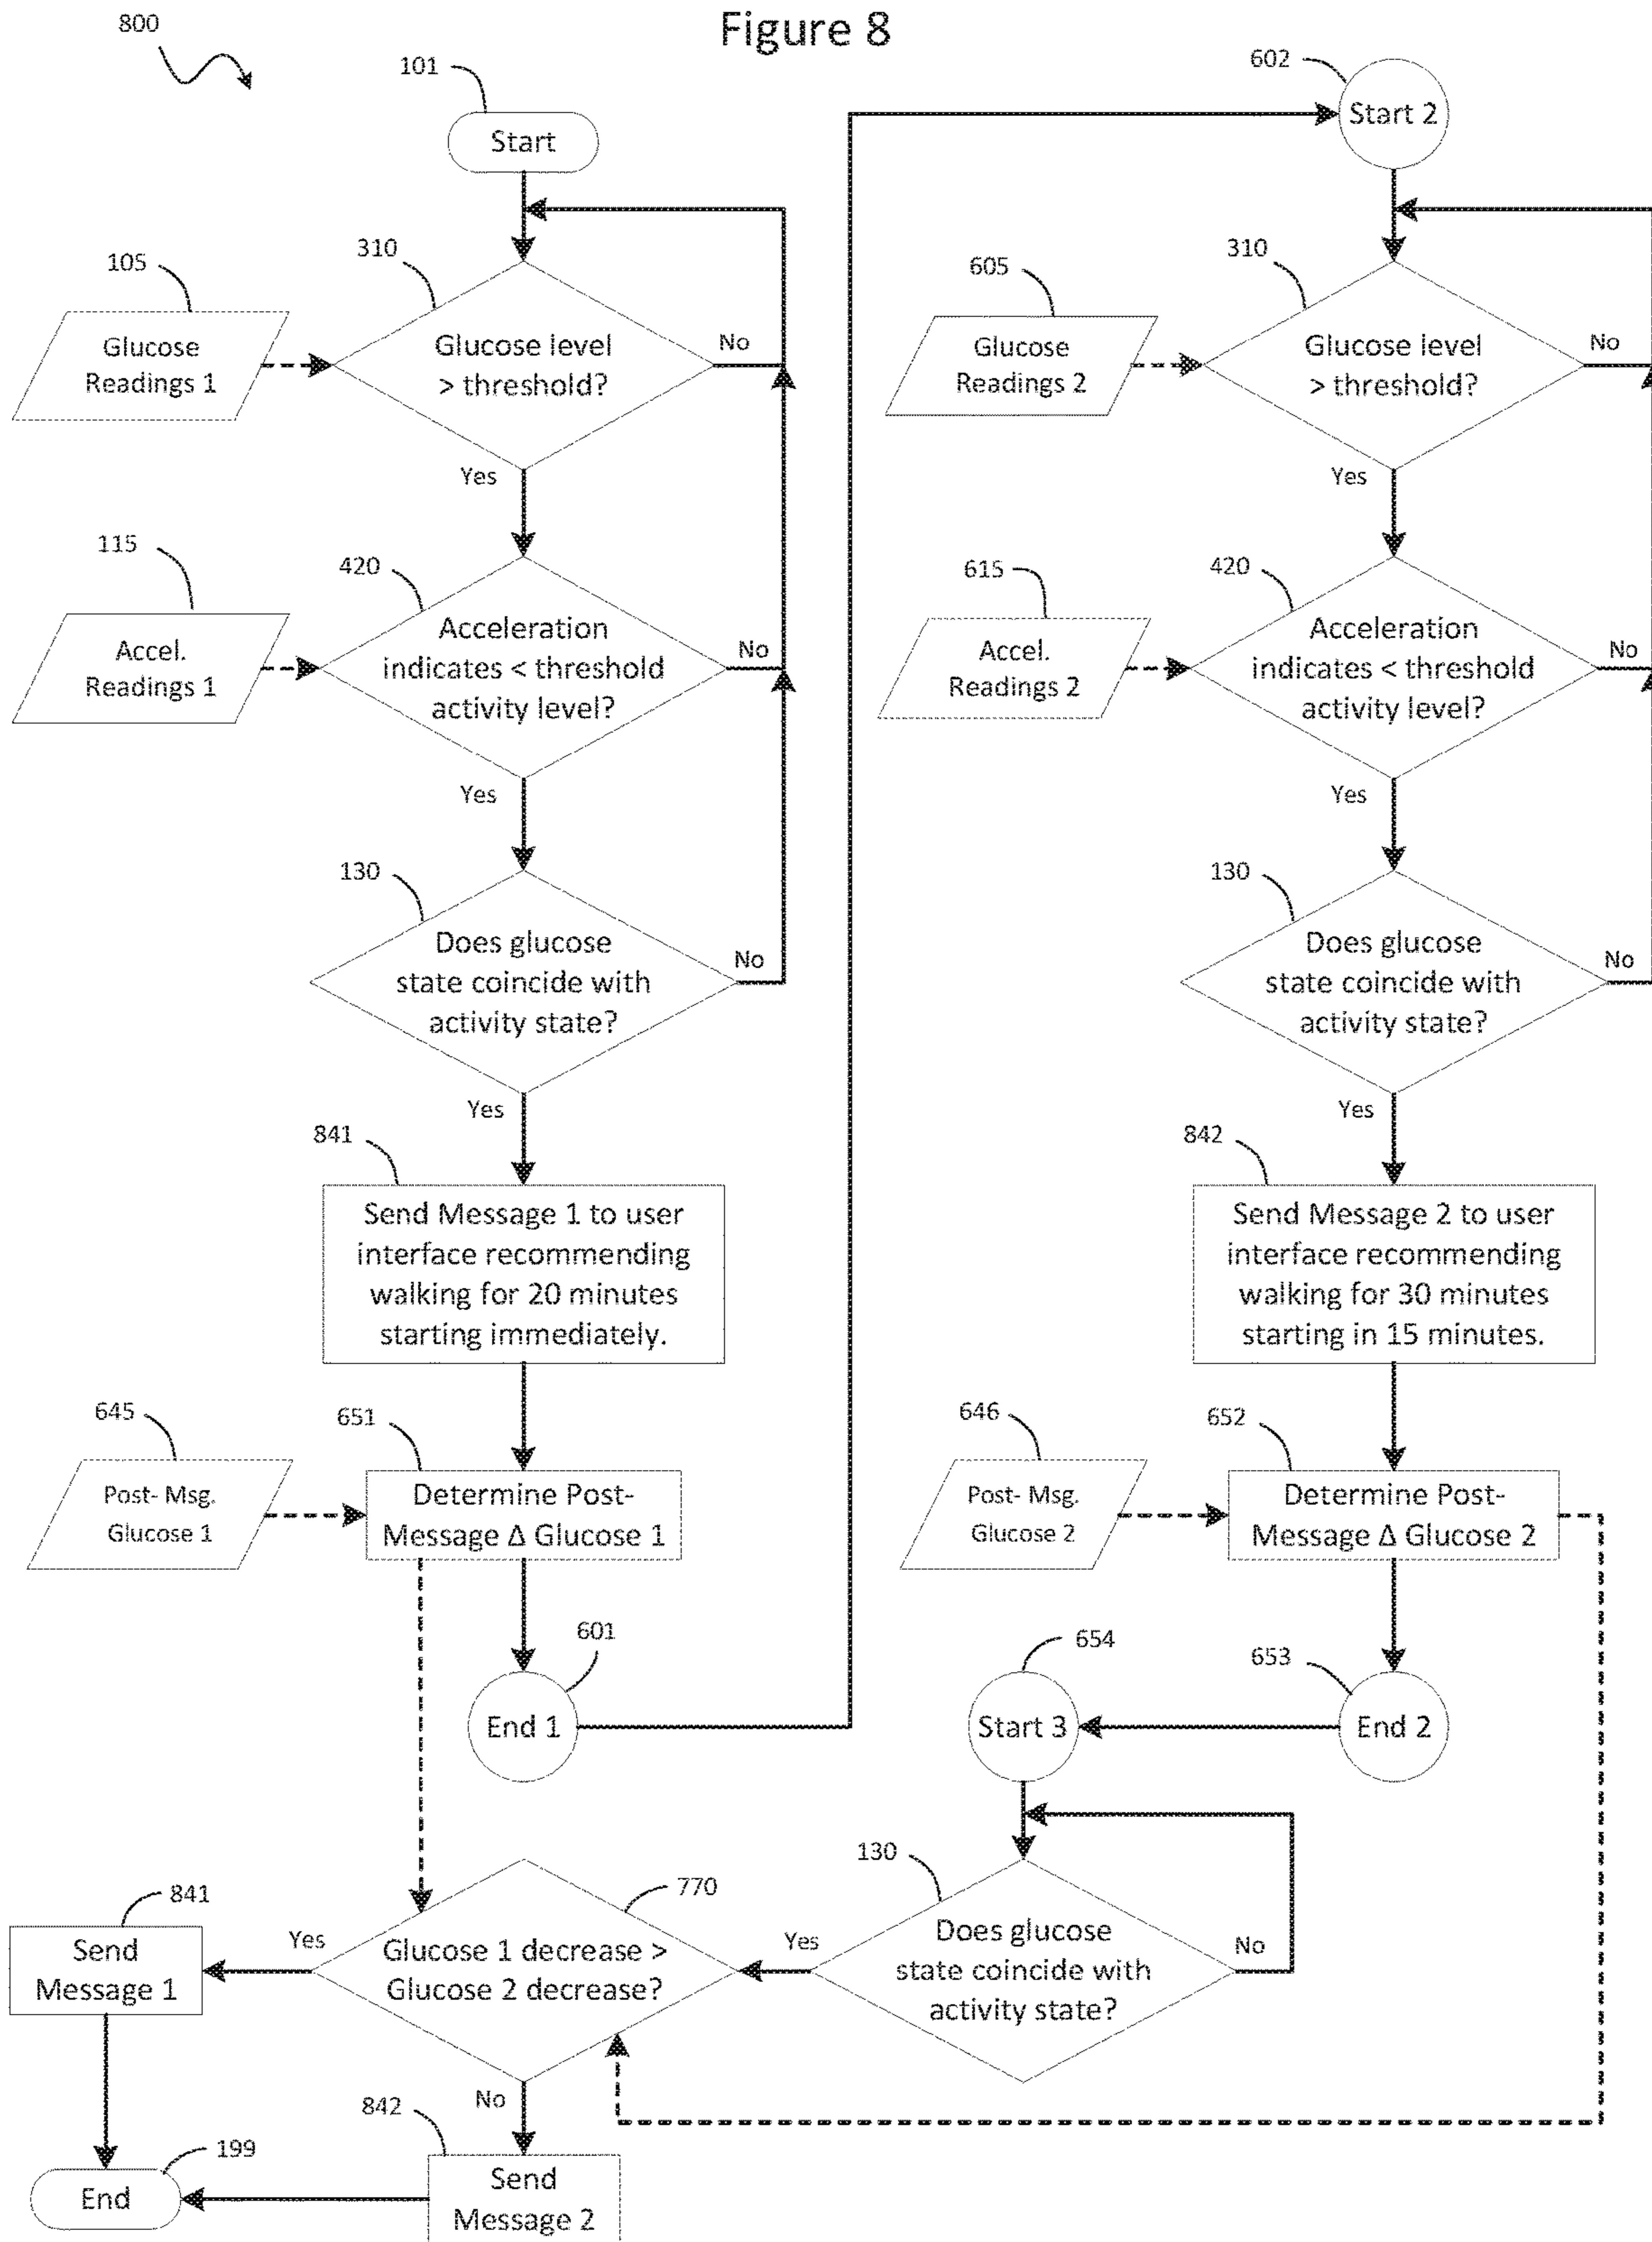 Figure 8
800
101
Start
602
Start 2
105
Glucose
Readings 1
310
Glucose level
> threshold?
No
Yes
605
Glucose
Readings 2
310
Glucose level
> threshold?
No
Yes
115
Accel.
Readings 1
420
Acceleration
indicates < threshold
activity level?
No
Yes
615
Accel.
Readings 2
420
Acceleration
indicates < threshold
activity level?
No
Yes
130
Does glucose
state coincide with
activity state?
No
Yes
130
Does glucose
state coincide with
activity state?
No
Yes
841
Send Message 1 to user
interface recommending
walking for 20 minutes
starting immediately.
842
Send Message 2 to user
interface recommending
walking for 30 minutes
starting in 15 minutes.
645
Post- Msg.
Glucose 1
651
Determine Post-
Message Δ Glucose 1
646
Post- Msg.
Glucose 2
652
Determine Post-
Message Δ Glucose 2
601
End 1
654
Start 3
653
End 2
841
Send
Message 1
Yes
770
Glucose 1 decrease >
Glucose 2 decrease?
No
Yes
130
Does glucose
state coincide with
activity state?
No
842
Send
Message 2
199
End